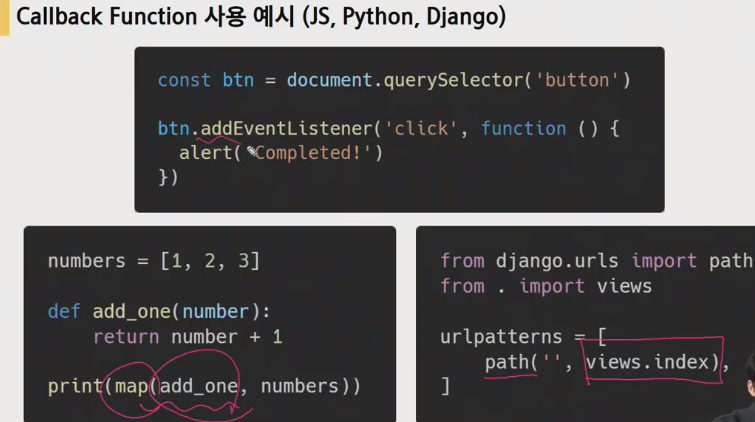 Callback Function 사용 예시 (JS, Python, Django)
const btn = document.querySelector('button')
btn.addEventListener('click', function () {
alert('Completed!')
})
numbers = [1, 2, 3]
def add_one(number):
return number + 1
print(map(add_one, numbers))
from django.urls import path
from . import views
urlpatterns = [
path('', views.index),
]